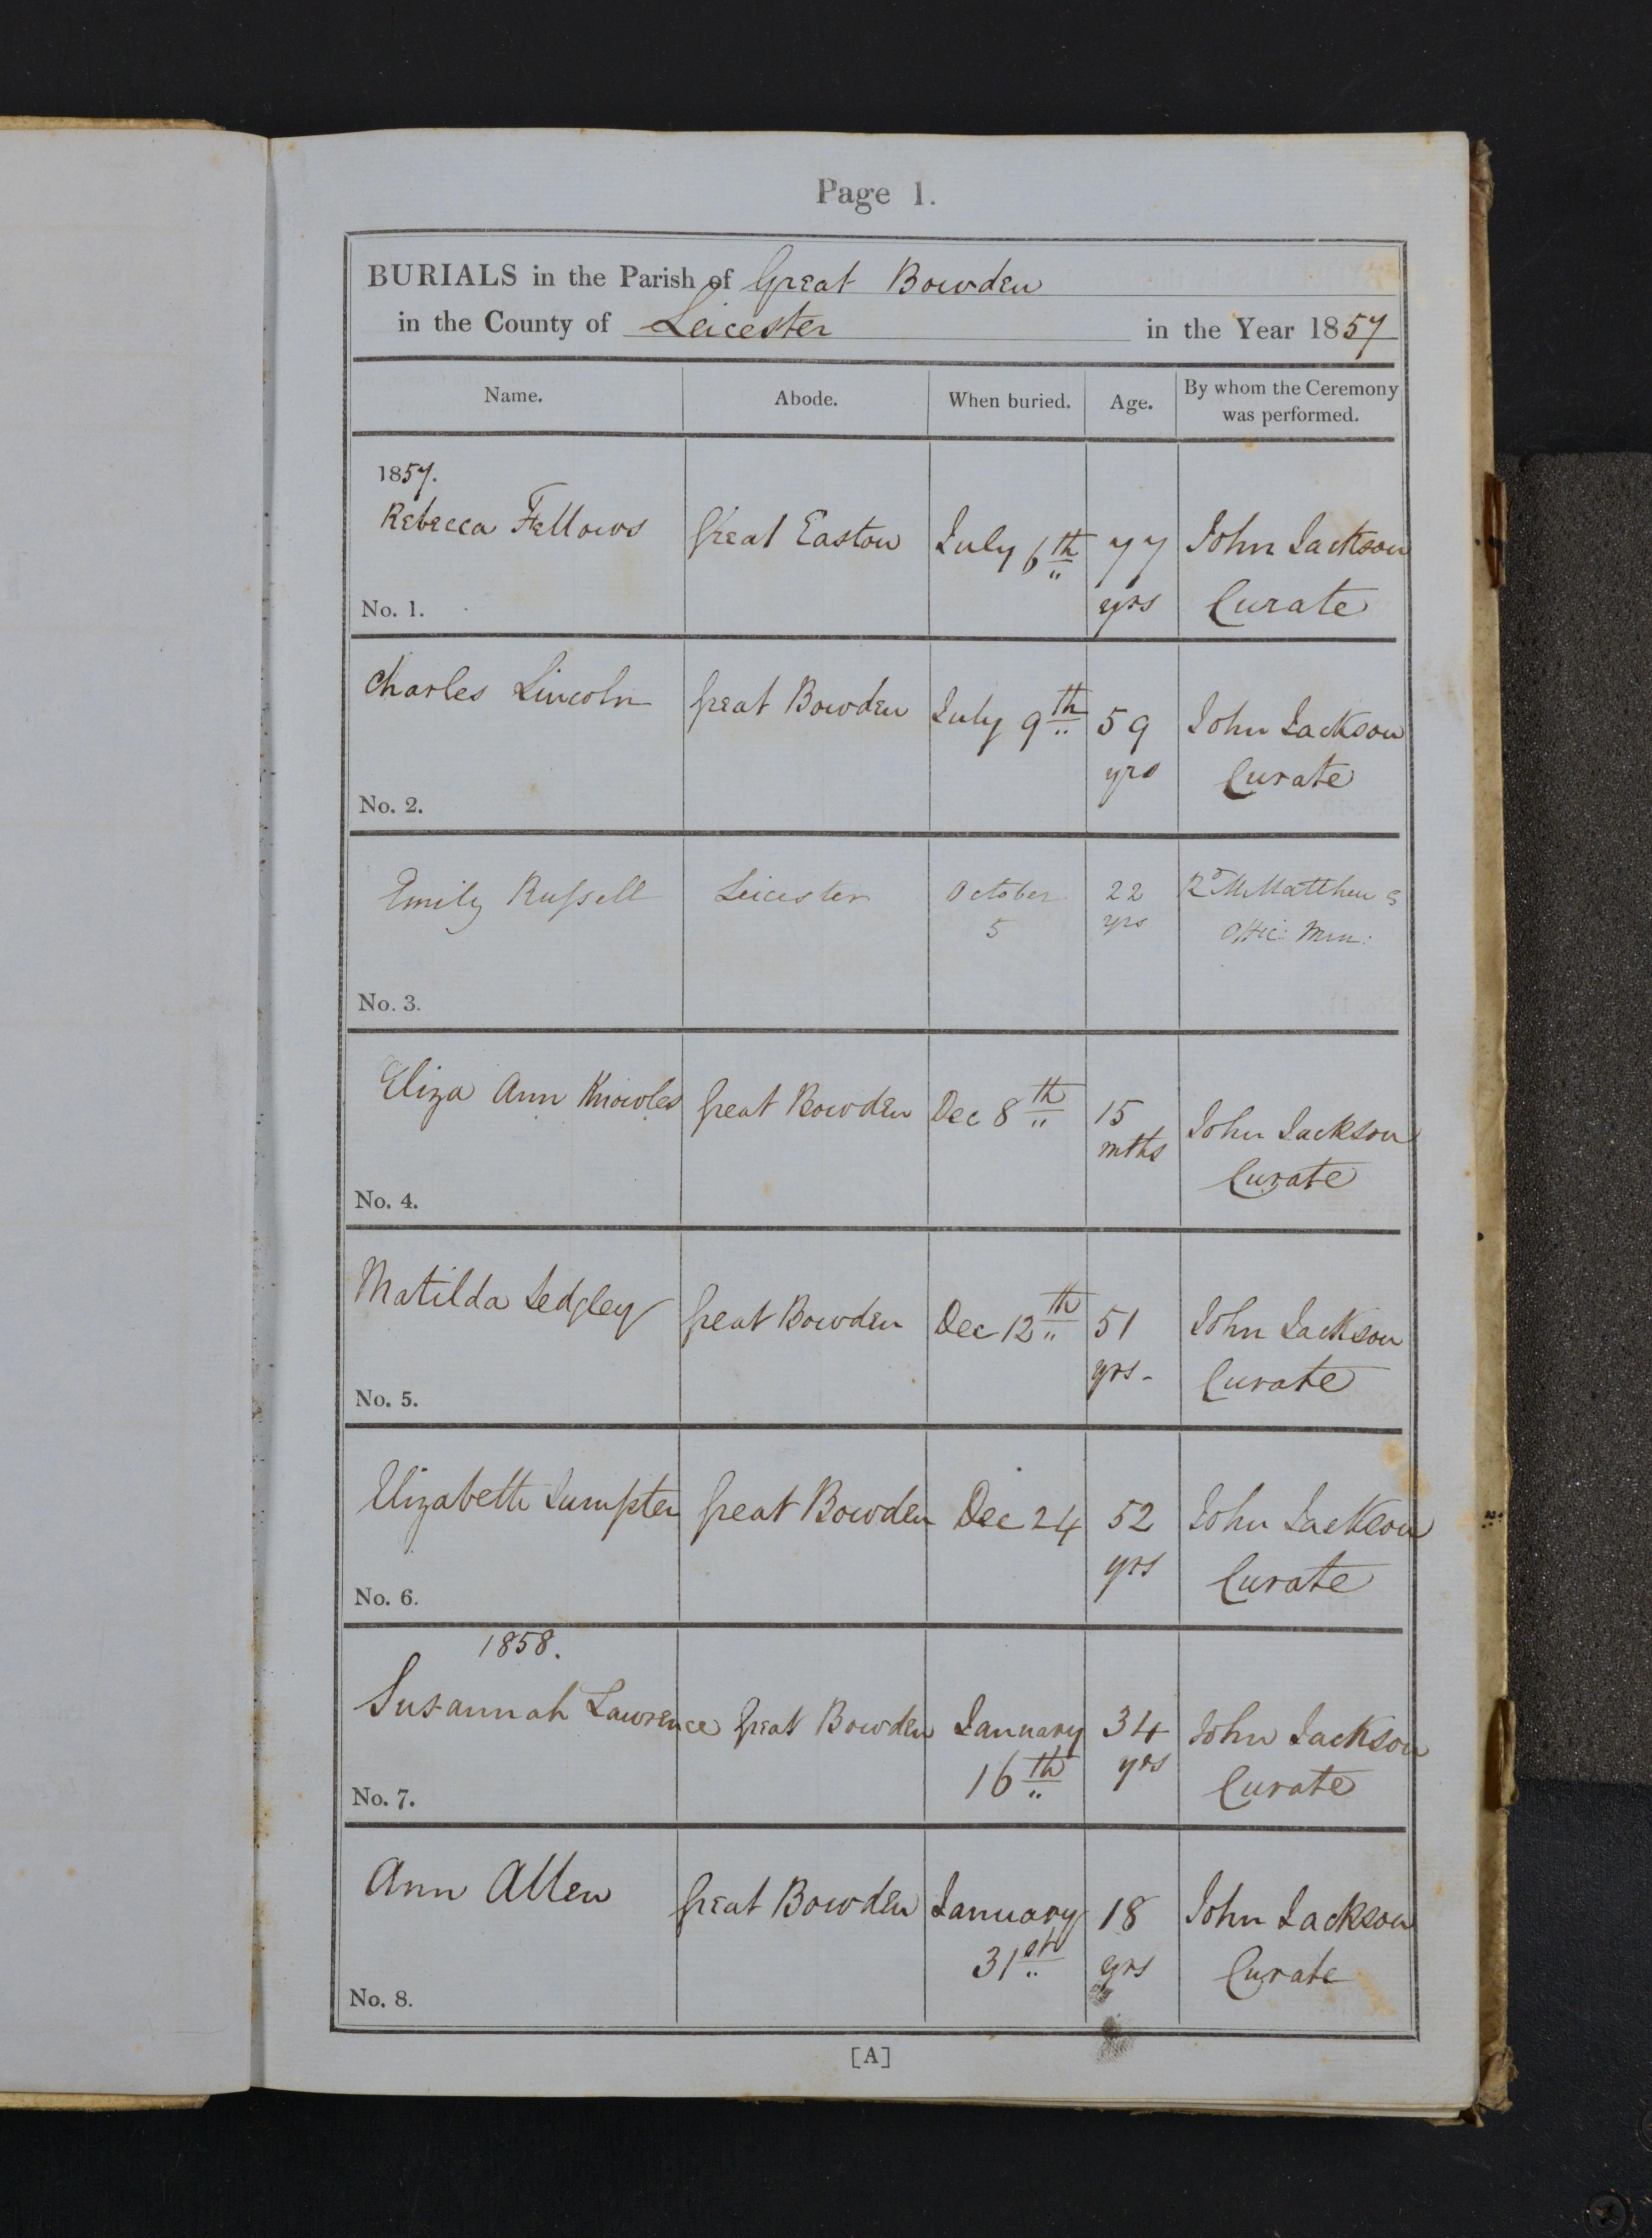 Page 1.
BURIALS in the Parish of Great Bowden
in the County of Leicester in the Year 1857
Name. Abode. When buried. Age. By whom the Ceremony was performed.
1857.
Rebecca Fellows Great Easton July 6th 77 John Jackson
No. 1. yrs Curate
Charles Lincoln Great Bowden July 9th 59 John Jackson
yrs Curate
No. 2.
Emily Russell Leicester October 22
5 yrs Offic: Min:
No. 3.
Eliza Ann Knowles Great Bowden Dec 8th 15 John Jackson
mths Curate
No. 4.
Matilda Sedgley Great Bowden Dec 12th 51 John Jackson
yrs - Curate
No. 5.
Elizabeth Sumpter Great Bowden Dec 24 52 John Jackson
yrs Curate
No. 6.
1858.
Susannah Lawrence Great Bowden January 34 John Jackson
16th yrs Curate
No. 7.
Ann Allen Great Bowden January 18 John Jackson
31st yrs Curate
No. 8.
[A]